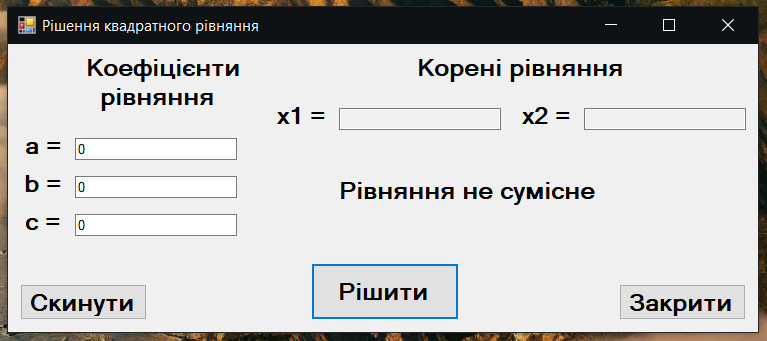 Рішення квадратного рівняння
Коефіцієнти
рівняння
a = 0
b = 0
c = 0
Корені рівняння
x1 =
x2 =
Рівняння не сумісне
Скинути
Рішити
Закрити